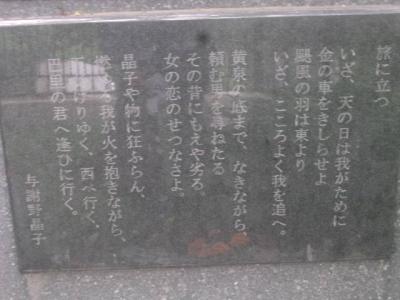 旅に立つ
いざ、天の日は我がために
金の車をきしらせよ
颶風の羽は東より
いざ、こころよく我を追へ。
黄泉の底まで、なきながら、
頼む男を尋ねたる
その昔にもえや劣る。
女の恋のせつなさよ。
晶子や物に狂ふらん、
燃ゆる我が火を抱きながら、
天がけりゆく、西へ行く、
巴里の君へ逢ひに行く。
与謝野晶子